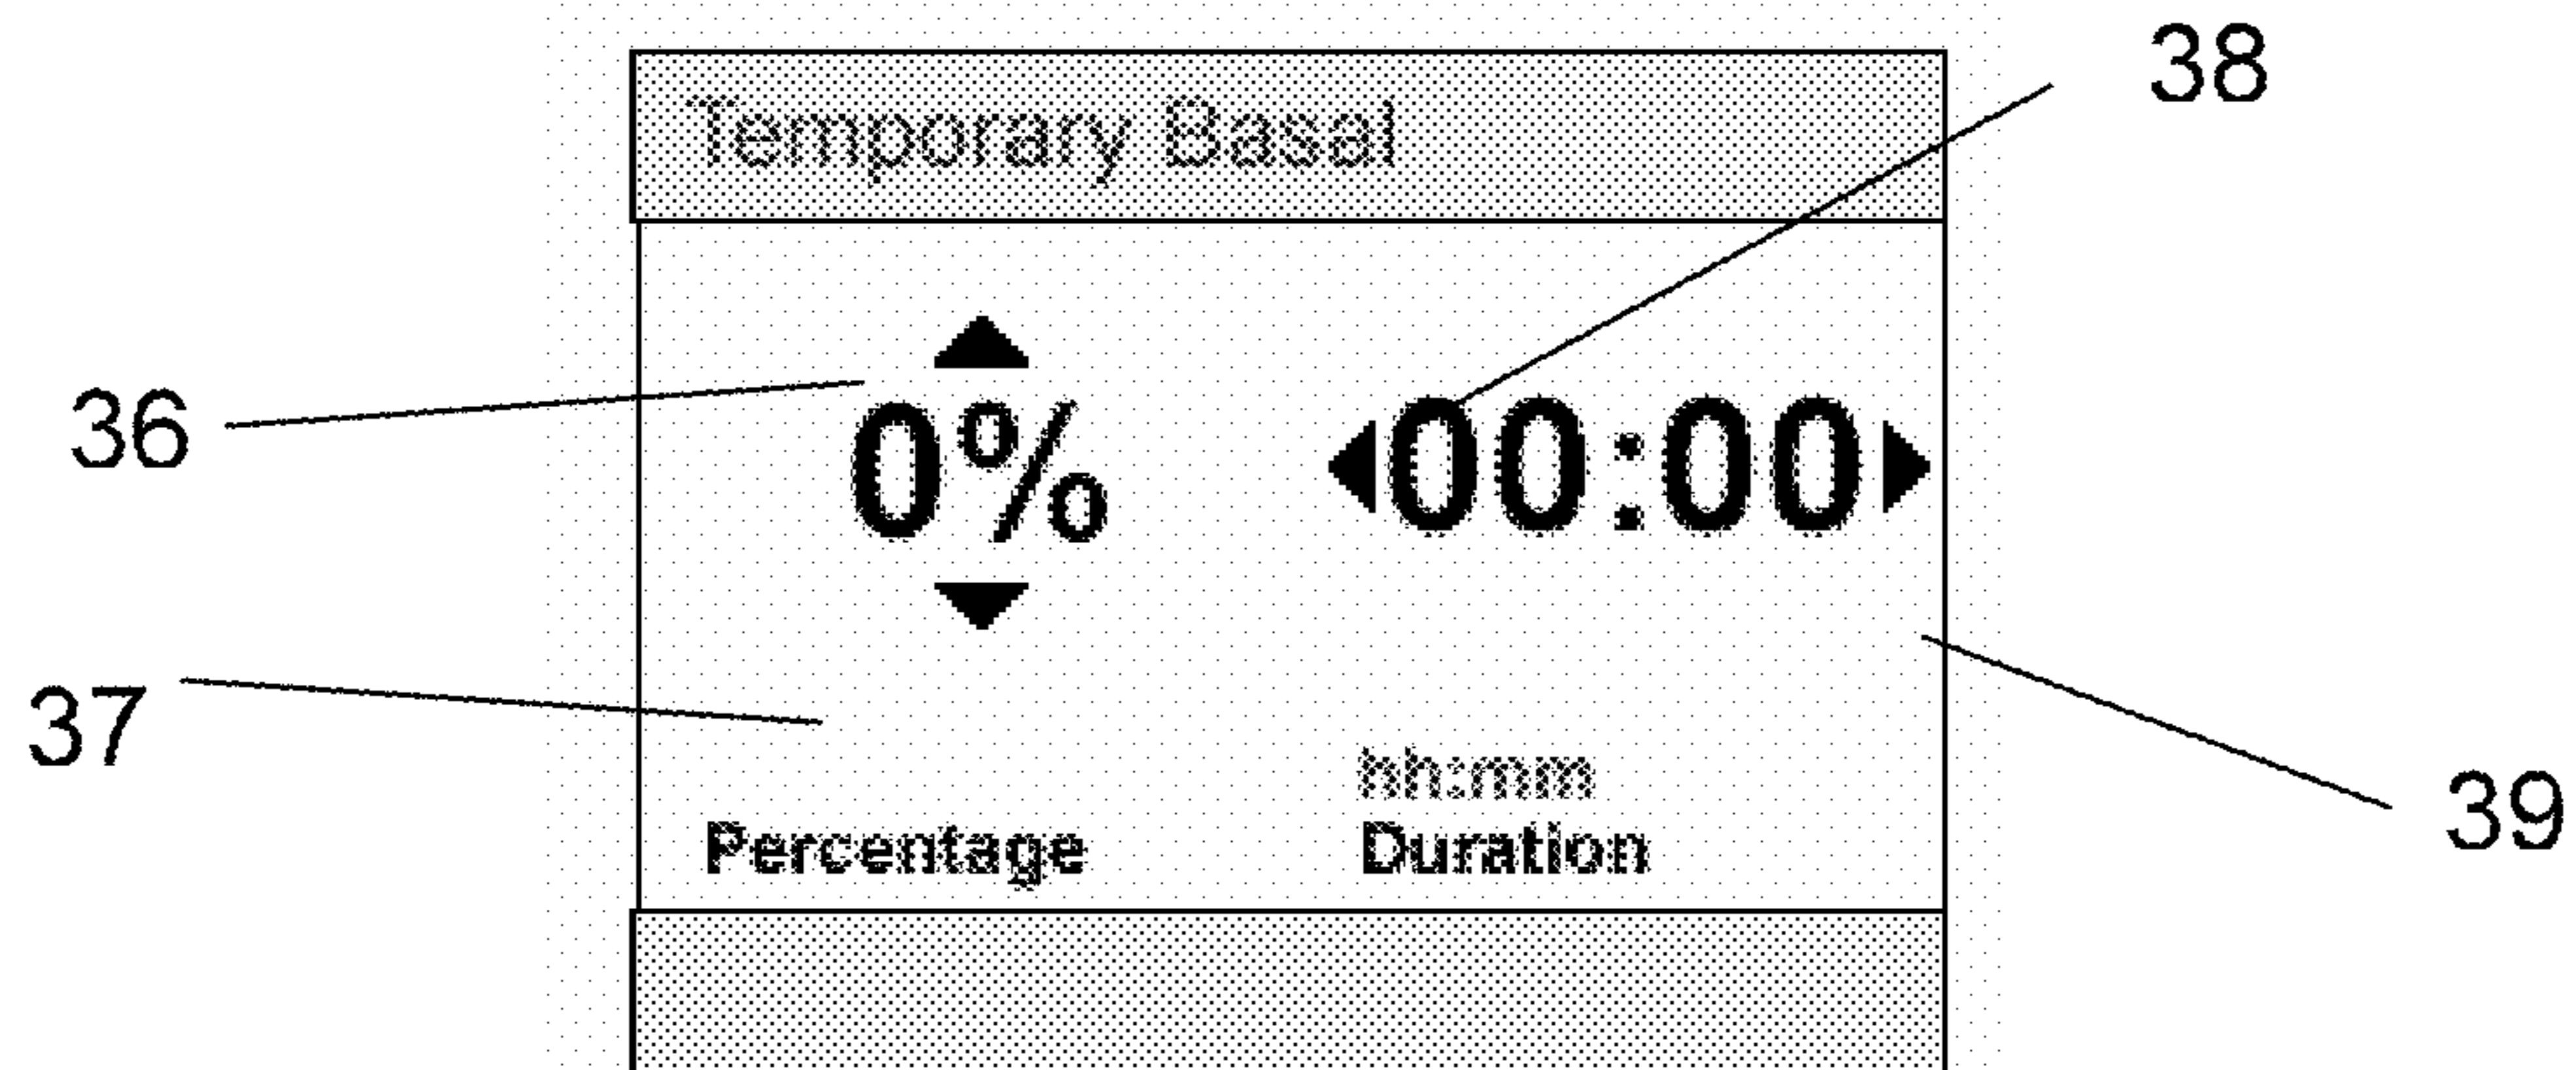 38
Temporary Basal
36
0% 00:00
37
hh:mm
39
Percentage Duration